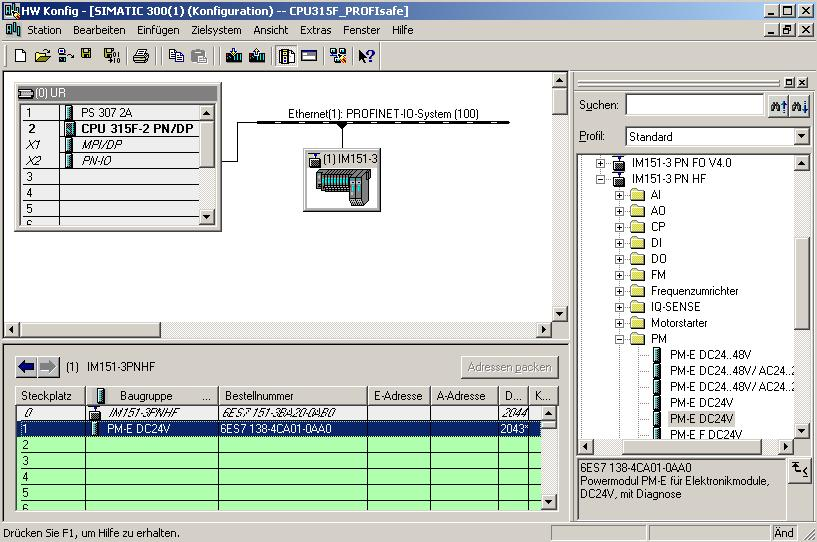 HW Konfig - [SIMATIC 300(1) (Konfiguration) -- CPU315F_PROFIsafe]
Station Bearbeiten Einfügen Zielsystem Ansicht Extras Fenster Hilfe
(0) UR
1 PS 307 2A
2 CPU 315F-2 PN/DP
X1 MPI/DP
X2 PN-IO
3
4
5
6
Ethernet(1): PROFINET-IO-System (100)
(1) IM151-3
Suchen:
Profil: Standard
IM151-3 PN FO V4.0
IM151-3 PN HF
AI
AO
CP
DI
DO
FM
Frequenzumrichter
IQ-SENSE
Motorstarter
PM
PM-E DC24..48V
PM-E DC24..48V/ AC24..2
PM-E DC24..48V/ AC24..2
PM-E DC24V
PM-E DC24V
PM-E F DC24V
6ES7 138-4CA01-0AA0
Powermodul PM-E für Elektronikmodule,
DC24V, mit Diagnose
(1) IM151-3PNHF
Adressen packen
Steckplatz Baugruppe ... Bestellnummer E-Adresse A-Adresse D... K...
0 IM151-3PNHF 6ES7 151-3BA20-0AB0 2044
1 PM-E DC24V 6ES7 138-4CA01-0AA0 2043*
2
3
4
5
6
Drücken Sie F1, um Hilfe zu erhalten.
Änd